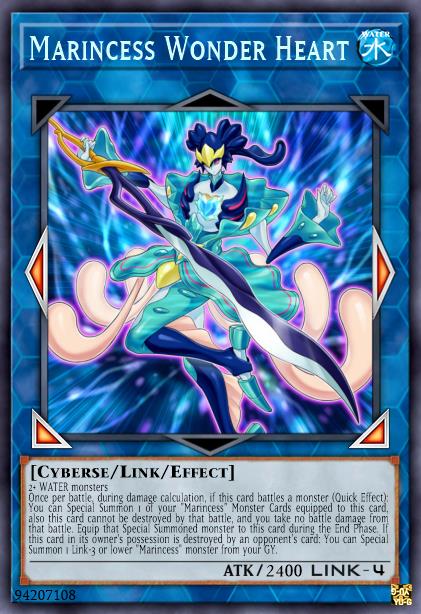 MARINCESS WONDER HEART
WATER
水
[CYBERSE/LINK/EFFECT]
2+ WATER monsters
Once per battle, during damage calculation, if this card battles a monster (Quick Effect):
You can Special Summon 1 of your "Marincess" Monster Cards equipped to this card,
also this card cannot be destroyed by that battle, and you take no battle damage from
that battle. Equip that Special Summoned monster to this card during the End Phase. If
this card in its owner's possession is destroyed by an opponent's card: You can Special
Summon 1 Link-3 or lower "Marincess" monster from your GY.
ATK/2400 LINK-4
94207108